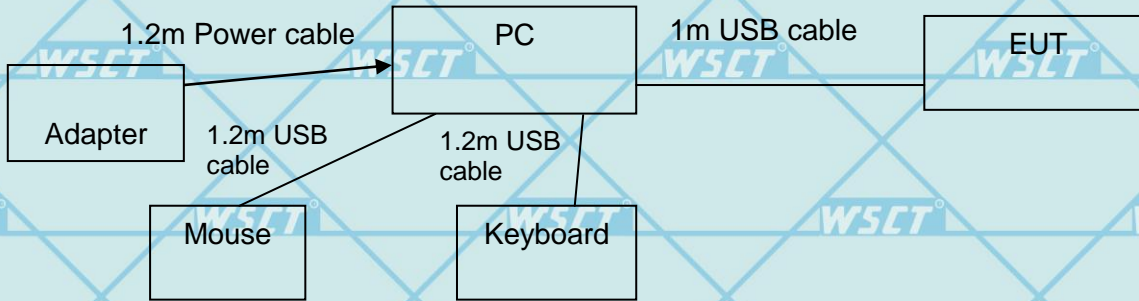 1.2m Power cable
PC
1m USB cable
EUT
WSCT
WSCT
WSCT
WSCT
Adapter
1.2m USB
cable
1.2m USB
cable
WSCT
WSCT
WSCT
Mouse
Keyboard